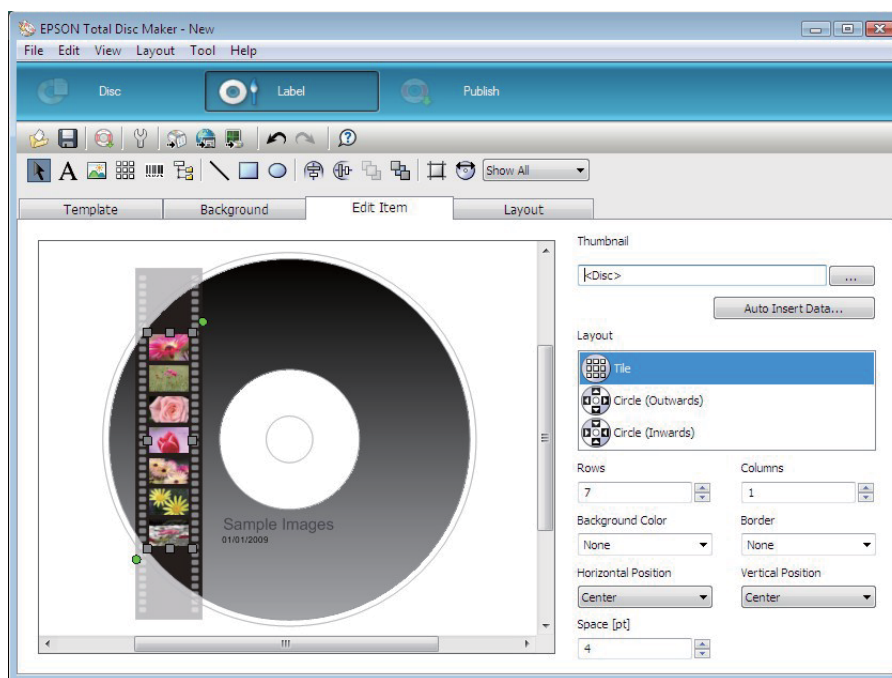 EPSON Total Disc Maker - New
File Edit View Layout Tool Help
Disc Label Publish
A Show All
Template Background Edit Item Layout
Thumbnail
<Disc>
...
Auto Insert Data...
Layout
Tile
Circle (Outwards)
Circle (Inwards)
Rows Columns
7 1
Background Color Border
None None
Horizontal Position Vertical Position
Center Center
Space [pt]
4
Sample Images
01/01/2009